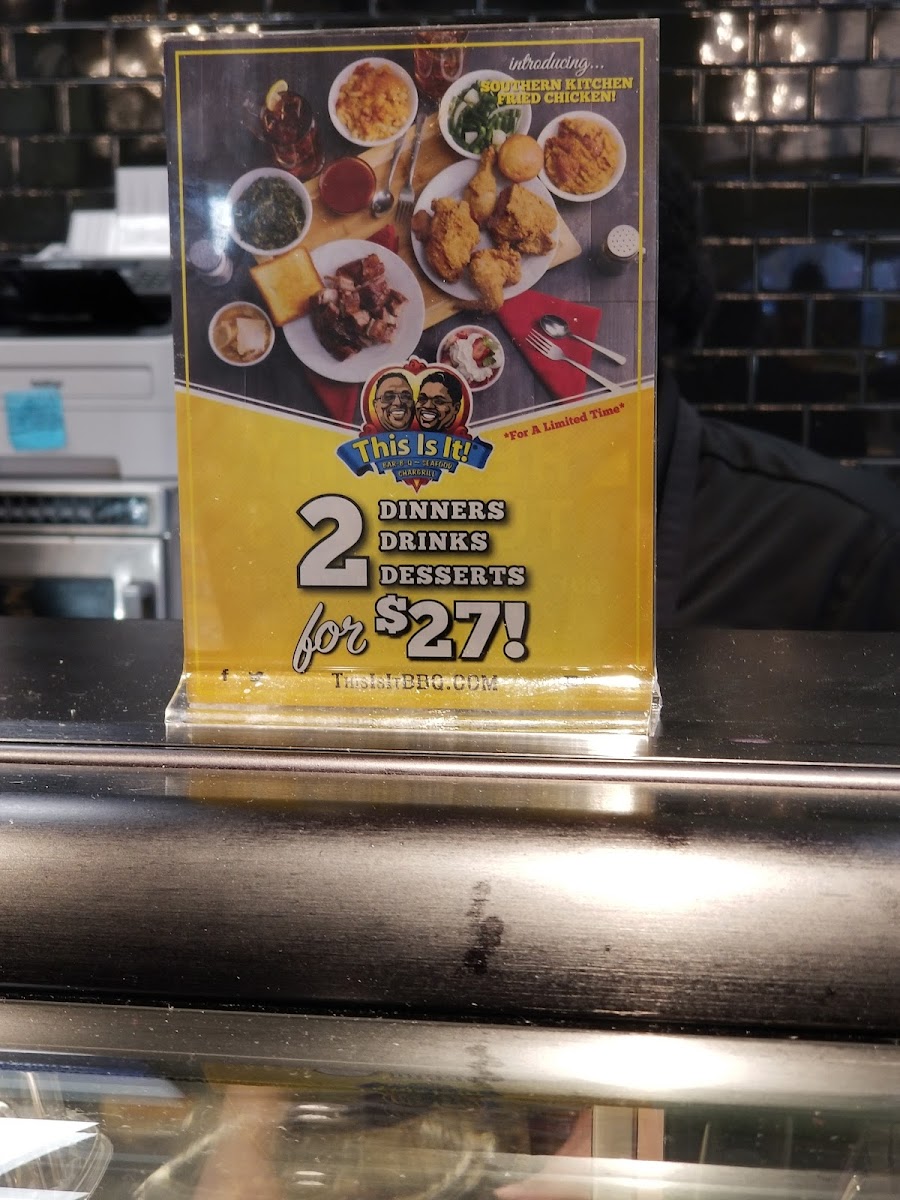 introducing...
SOUTHERN KITCHEN
FRIED CHICKEN!
This Is It!
BAR-B-Q ~ SEAFOOD
CHARGRILL
*For A Limited Time*
2 DINNERS
DRINKS
DESSERTS
for $27!
THISISITBBQ.COM
brother